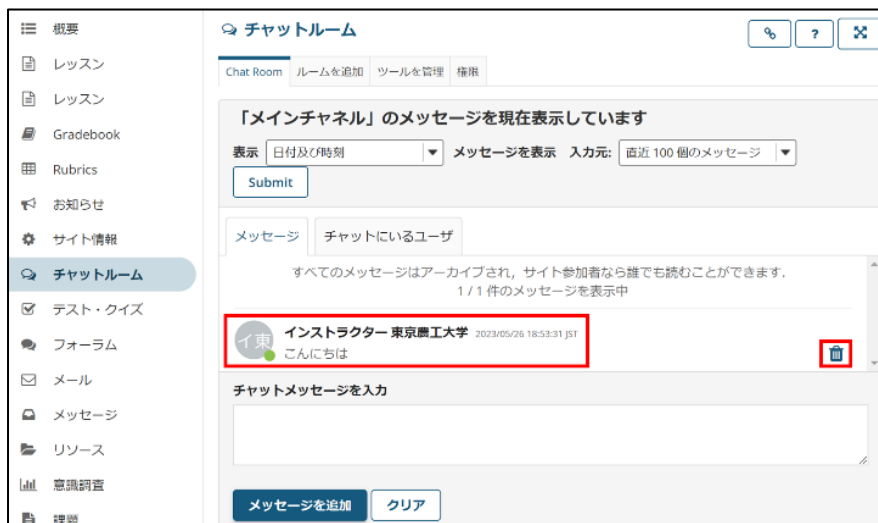 概要
レッスン
レッスン
Gradebook
Rubrics
お知らせ
サイト情報
チャットルーム
テスト・クイズ
フォーラム
メール
メッセージ
リソース
意識調査
課題
チャットルーム
?
Chat Room ルームを追加 ツールを管理 権限
「メインチャネル」のメッセージを現在表示しています
表示 日付及び時刻 メッセージを表示 入力元: 直近 100 個のメッセージ
Submit
メッセージ チャットにいるユーザ
すべてのメッセージはアーカイブされ，サイト参加者なら誰でも読むことができます．
1 / 1 件のメッセージを表示中
イ東 インストラクター 東京農工大学 2023/05/26 18:53:31 JST
こんにちは
チャットメッセージを入力
メッセージを追加 クリア